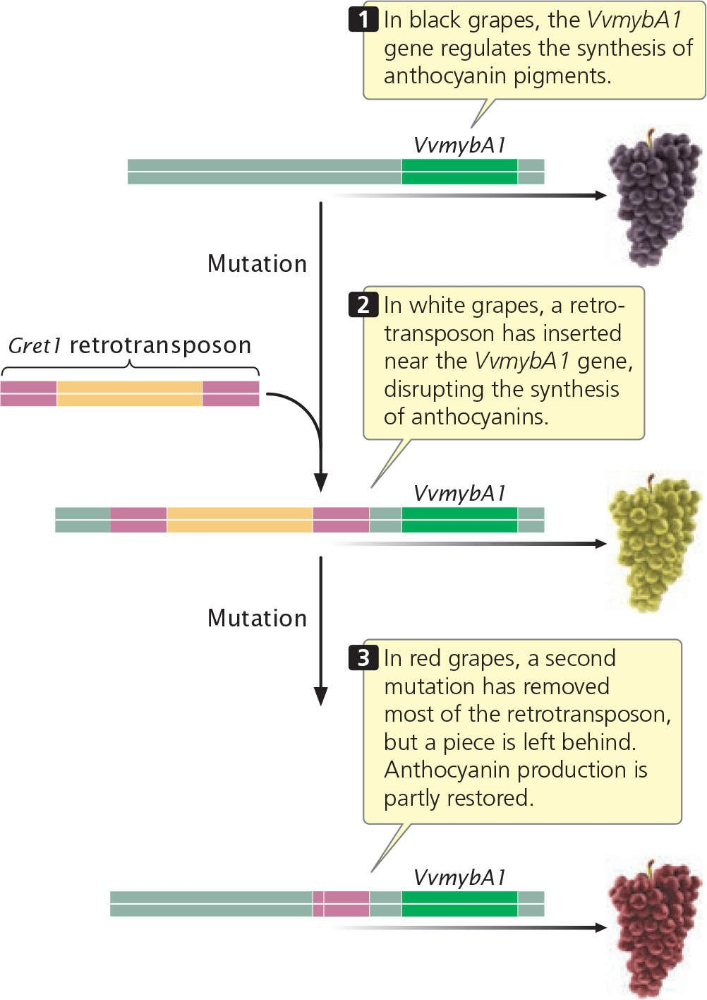 1 In black grapes, the VvmybA1
gene regulates the synthesis of
anthocyanin pigments.
VvmybA1
Mutation
2 In white grapes, a retro-
transposon has inserted
near the VvmybA1 gene,
disrupting the synthesis
of anthocyanins.
Gret1 retrotransposon
VvmybA1
Mutation
3 In red grapes, a second
mutation has removed
most of the retrotransposon,
but a piece is left behind.
Anthocyanin production is
partly restored.
VvmybA1